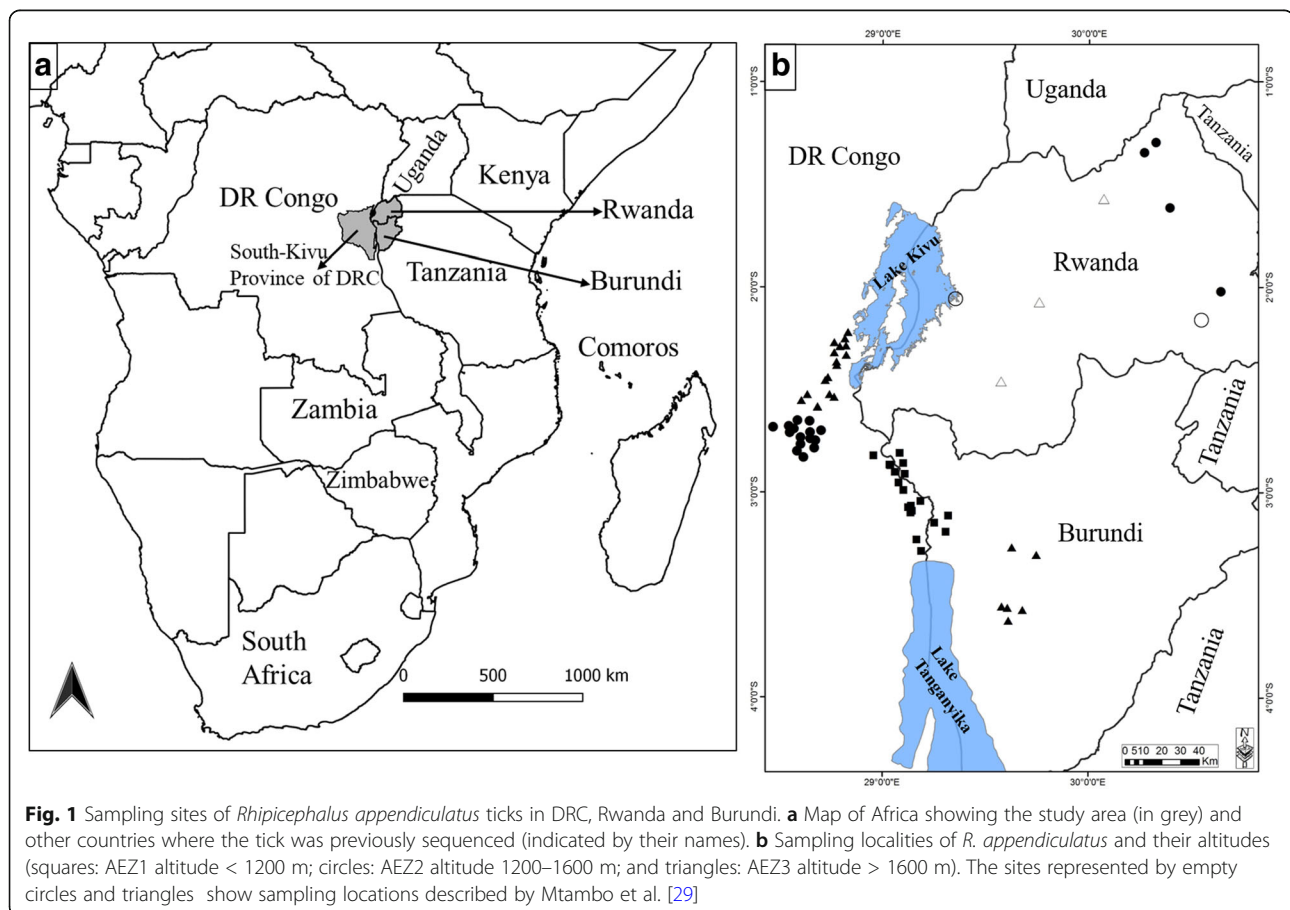 a
DR Congo
Uganda
Kenya
Rwanda
South-Kivu
Province of DRC
Burundi
Tanzania
Comoros
Zambia
Zimbabwe
South
Africa
0 500 1000 km
b
29°0'0"E 30°0'0"E
1°0'0"S 1°0'0"S
Uganda
Tanzania
DR Congo
Lake Kivu
Rwanda
2°0'0"S 2°0'0"S
Tanzania
3°0'0"S 3°0'0"S
Burundi
Lake
Tanganyika
Tanzania
4°0'0"S 4°0'0"S
N
0 5 10 20 30 40
Km
29°0'0"E 30°0'0"E
Fig. 1 Sampling sites of Rhipicephalus appendiculatus ticks in DRC, Rwanda and Burundi. a Map of Africa showing the study area (in grey) and
other countries where the tick was previously sequenced (indicated by their names). b Sampling localities of R. appendiculatus and their altitudes
(squares: AEZ1 altitude < 1200 m; circles: AEZ2 altitude 1200–1600 m; and triangles: AEZ3 altitude > 1600 m). The sites represented by empty
circles and triangles show sampling locations described by Mtambo et al. [29]